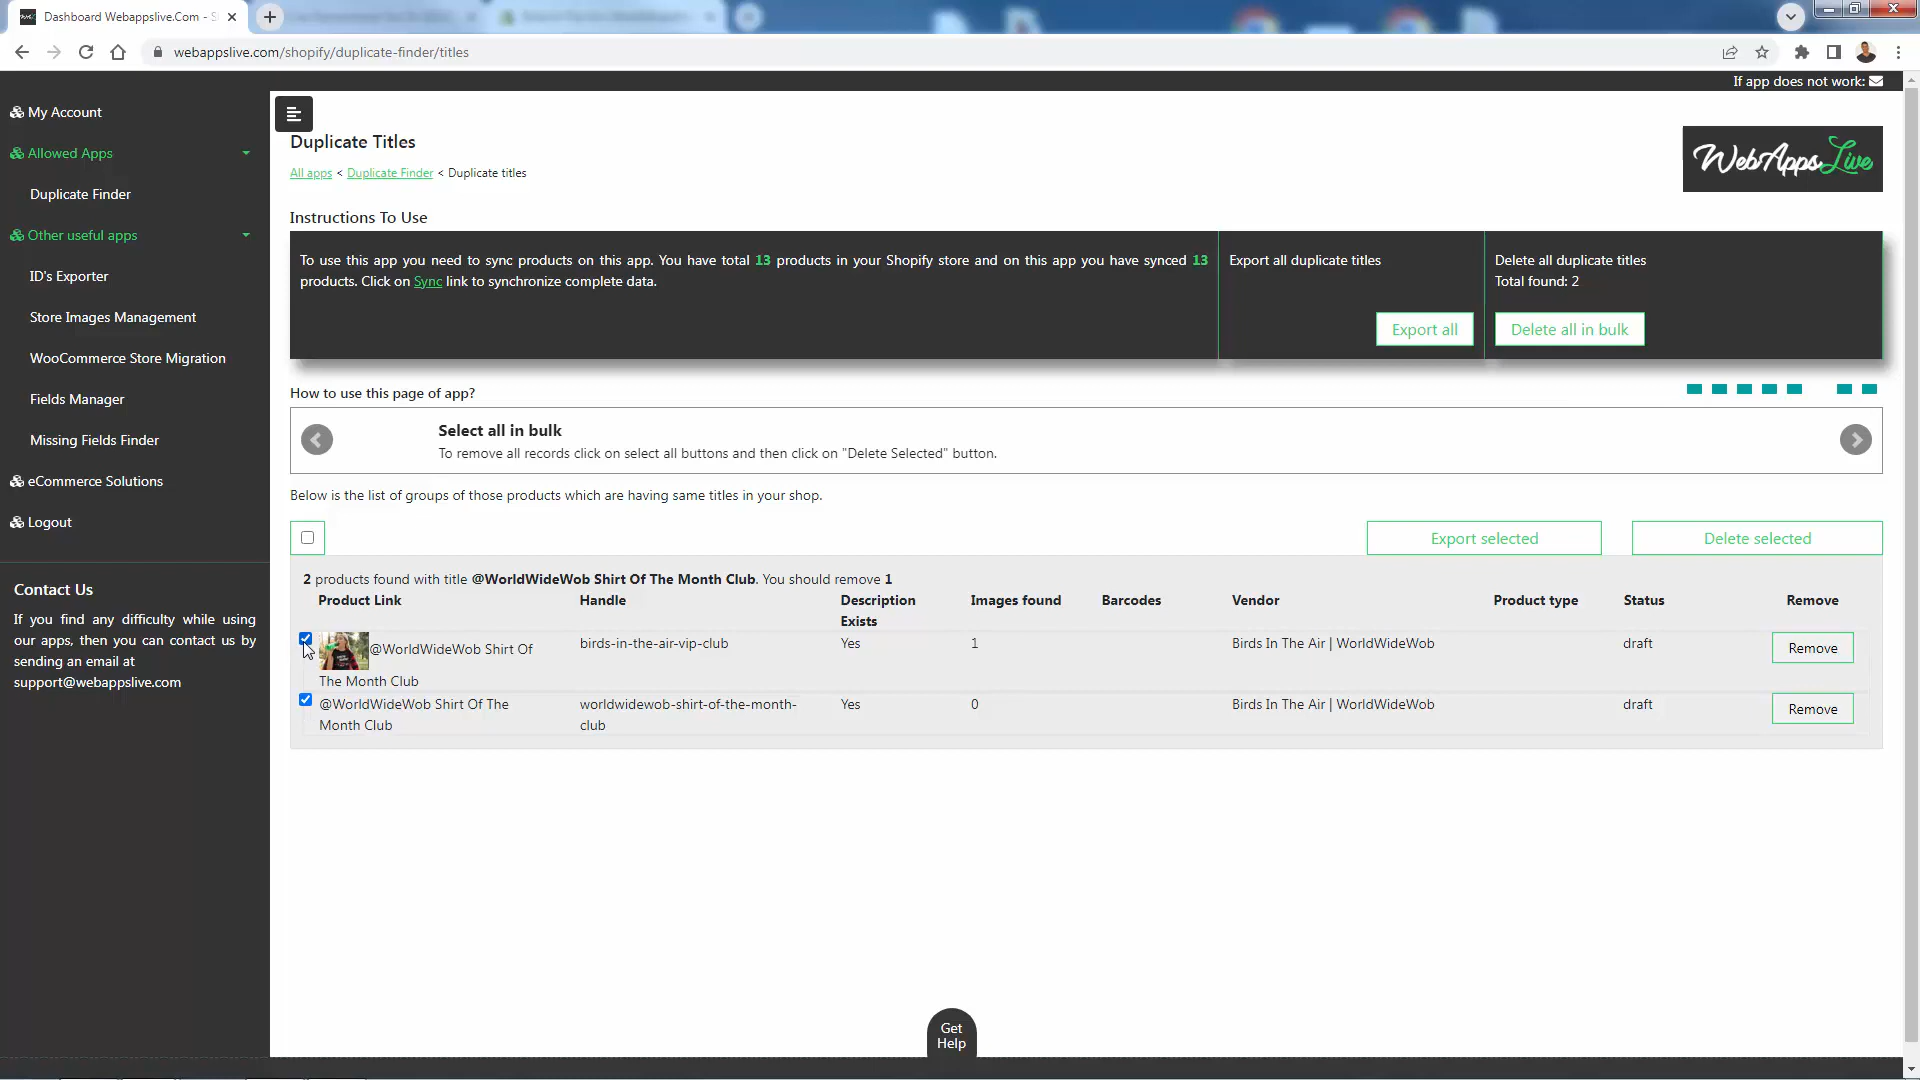 Dashboard Webappslive.Com - S
webappslive.com/shopify/duplicate-finder/titles
If app does not work:
My Account
Allowed Apps
Duplicate Finder
Other useful apps
ID's Exporter
Store Images Management
WooCommerce Store Migration
Fields Manager
Missing Fields Finder
eCommerce Solutions
Logout
Contact Us
If you find any difficulty while using
our apps, then you can contact us by
sending an email at
support@webappslive.com
Duplicate Titles
All apps < Duplicate Finder < Duplicate titles
WebAppsLive
Instructions To Use
To use this app you need to sync products on this app. You have total 13 products in your Shopify store and on this app you have synced 13
products. Click on Sync link to synchronize complete data.
Export all duplicate titles
Export all
Delete all duplicate titles
Total found: 2
Delete all in bulk
How to use this page of app?
Select all in bulk
To remove all records click on select all buttons and then click on "Delete Selected" button.
Below is the list of groups of those products which are having same titles in your shop.
Export selected
Delete selected
2 products found with title @WorldWideWob Shirt Of The Month Club. You should remove 1
Product Link Handle Description Images found Barcodes Vendor Product type Status Remove
Exists
@WorldWideWob Shirt Of birds-in-the-air-vip-club Yes 1 Birds In The Air | WorldWideWob draft Remove
The Month Club
@WorldWideWob Shirt Of The worldwidewob-shirt-of-the-month- Yes 0 Birds In The Air | WorldWideWob draft Remove
Month Club club
Get
Help